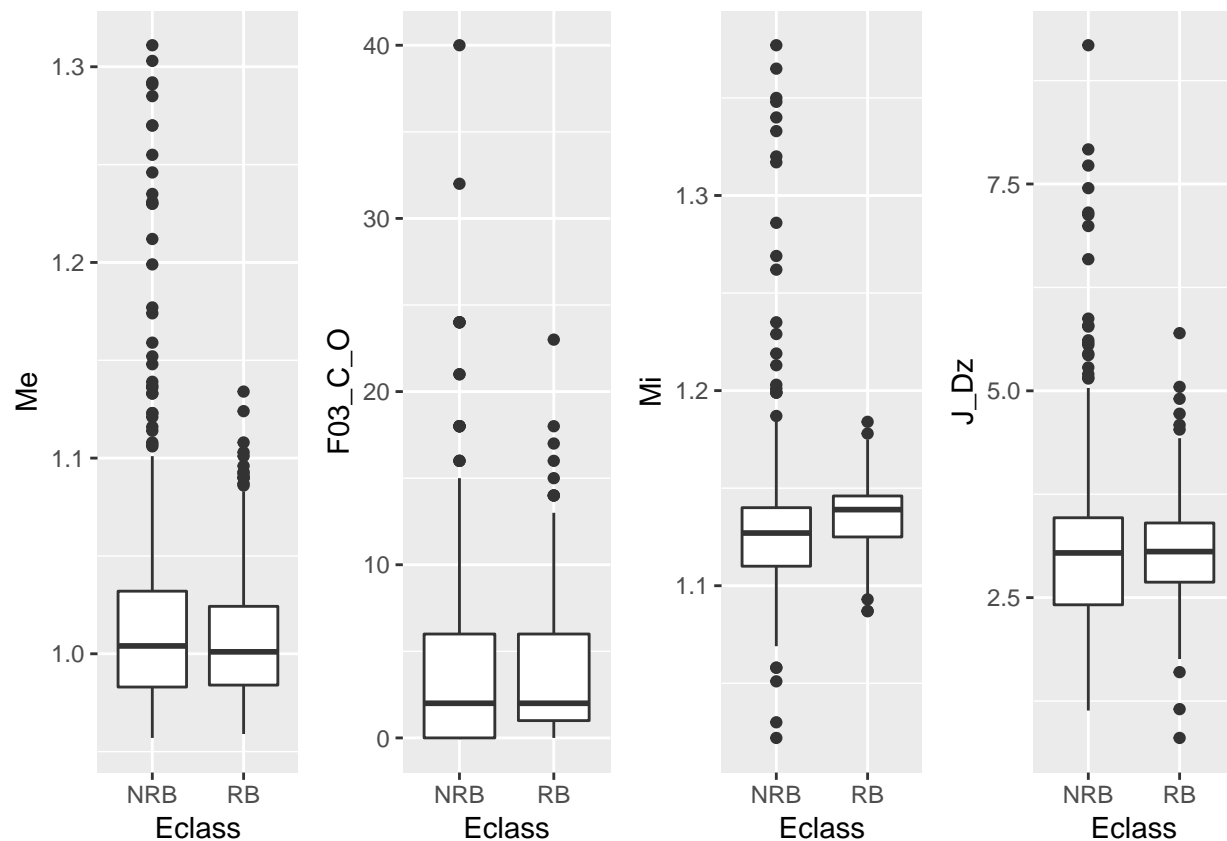 Me
1.3
1.2
1.1
1.0
NRB RB
Eclass
F03_C_O
40
30
20
10
0
NRB RB
Eclass
Mi
1.3
1.2
1.1
NRB RB
Eclass
J_Dz
7.5
5.0
2.5
NRB RB
Eclass